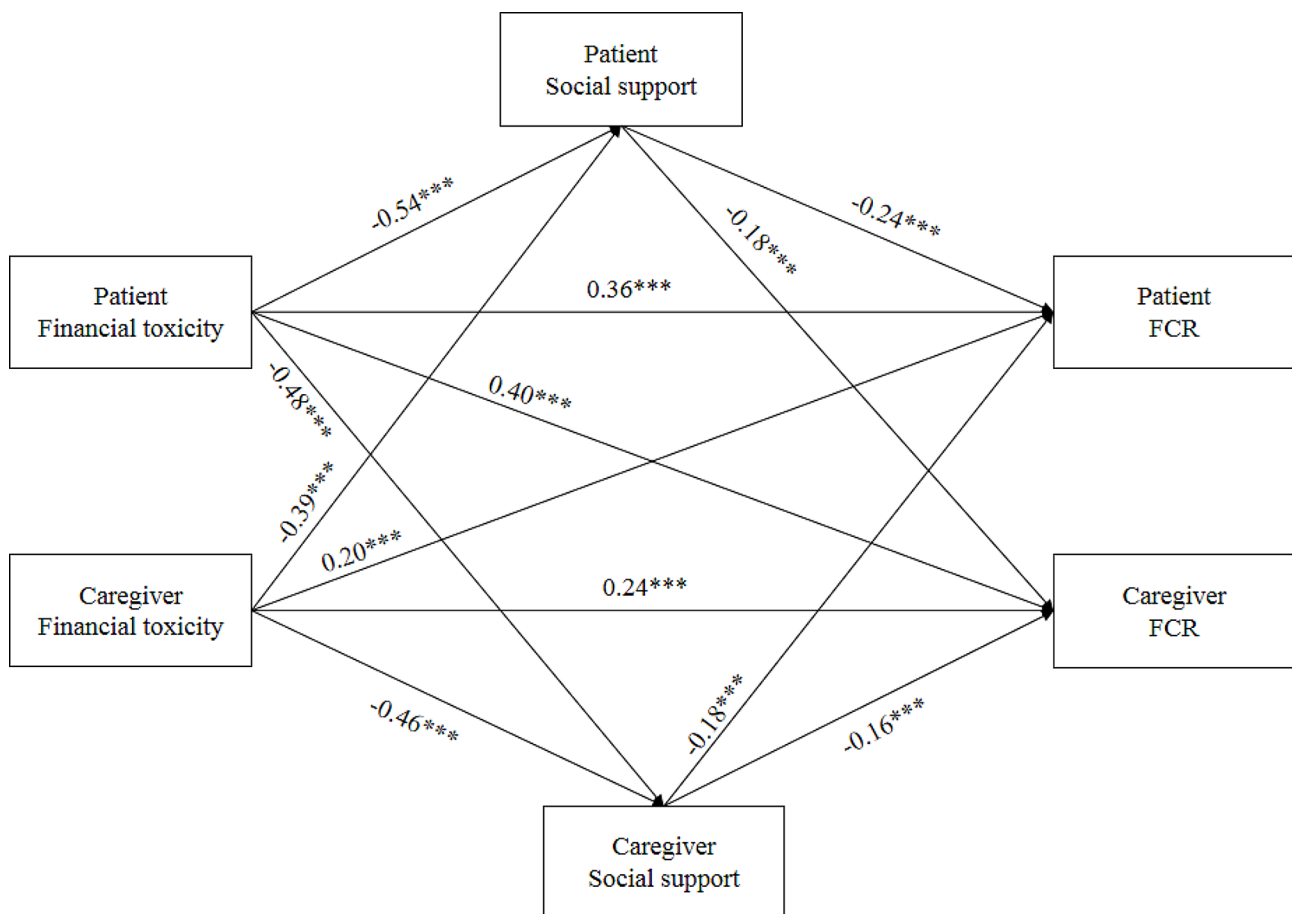 Patient
Social support
-0.54***
-0.24***
-0.18***
Patient
Financial toxicity
0.36***
Patient
FCR
-0.48***
0.40***
-0.39***
0.20***
Caregiver
Financial toxicity
0.24***
Caregiver
FCR
-0.46***
-0.18***
-0.16***
Caregiver
Social support